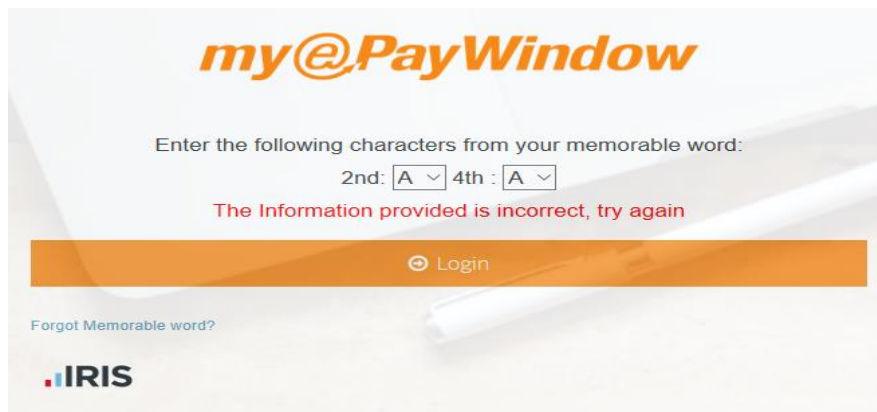 my@PayWindow
Enter the following characters from your memorable word:
2nd: A 4th : A
The Information provided is incorrect, try again
Login
Forgot Memorable word?
IRIS